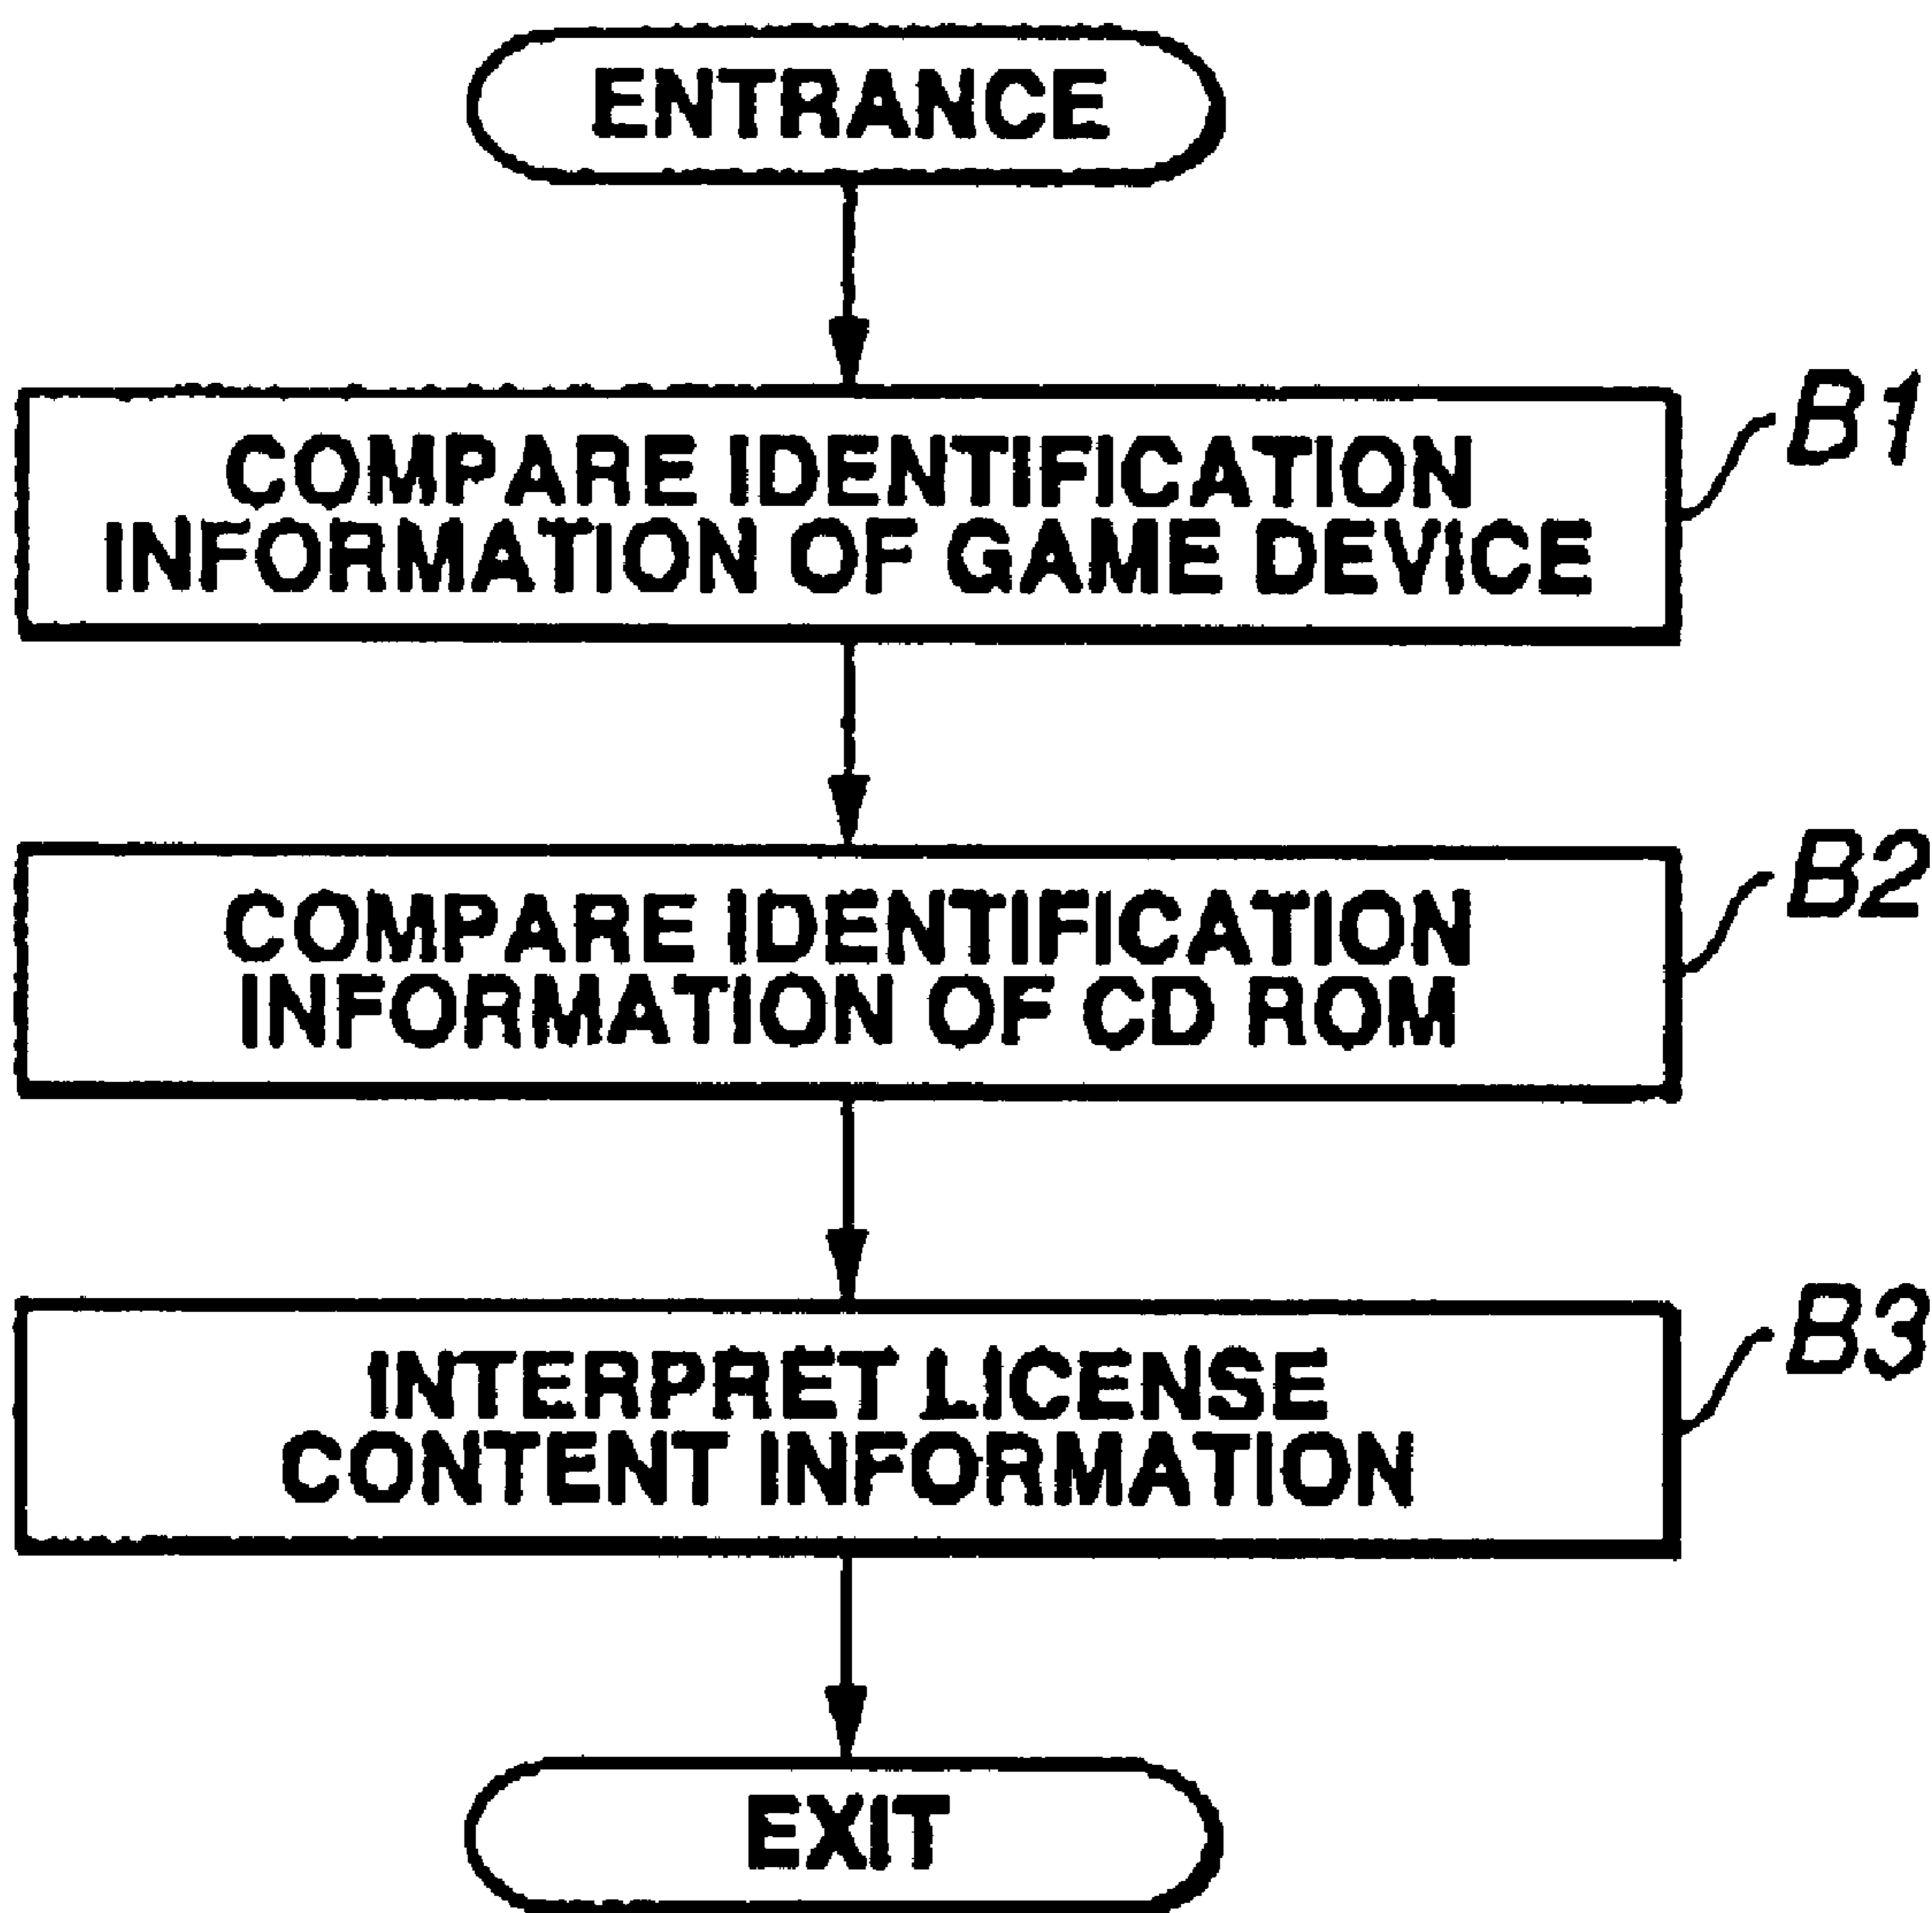 ENTRANCE
COMPARE IDENTIFICATION
INFORMATION OF GAME DEVICE
B1
COMPARE IDENTIFICATION
INFORMATION OF CD ROM
B2
INTERPRET LICENSE
CONTENT INFORMATION
B3
EXIT